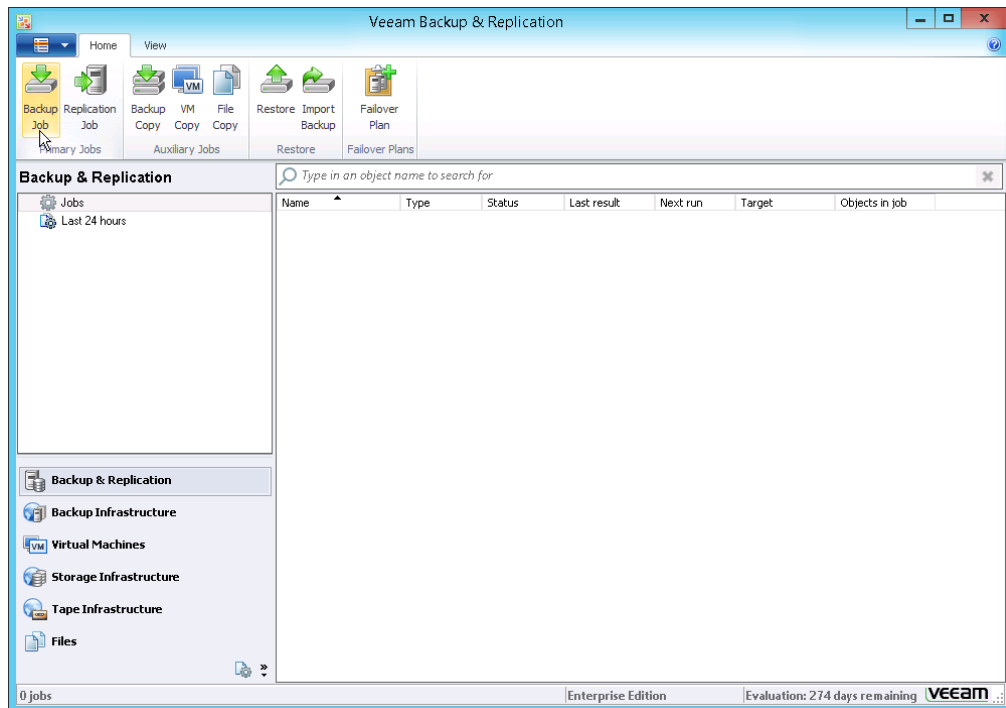 Veeam Backup & Replication
Home View
Backup Job
Replication Job
Backup Copy
VM
VM Copy
File Copy
Restore
Import Backup
Failover Plan
Primary Jobs
Auxiliary Jobs
Restore
Failover Plans
Backup & Replication
Type in an object name to search for
Jobs
Last 24 hours
Name Type Status Last result Next run Target Objects in job
Backup & Replication
Backup Infrastructure
VM
Virtual Machines
Storage Infrastructure
Tape Infrastructure
Files
0 jobs
Enterprise Edition
Evaluation: 274 days remaining
veeam